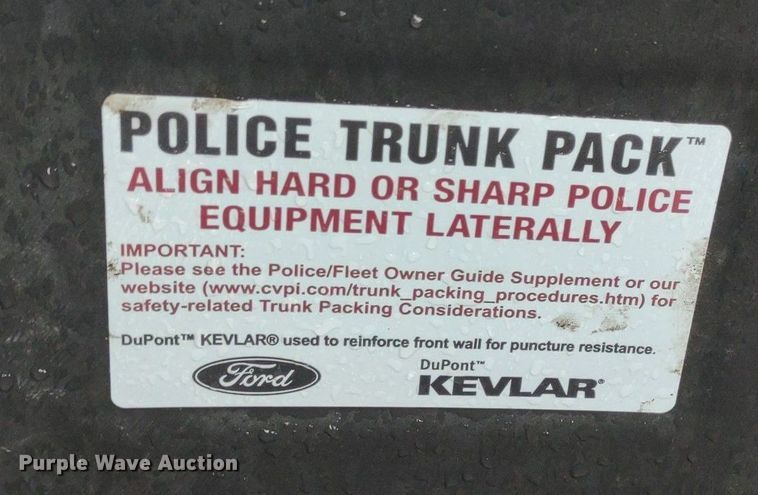 POLICE TRUNK PACK™
ALIGN HARD OR SHARP POLICE
EQUIPMENT LATERALLY
IMPORTANT:
Please see the Police/Fleet Owner Guide Supplement or our
website (www.cvpi.com/trunk_packing_procedures.htm) for
safety-related Trunk Packing Considerations.
DuPont™ KEVLAR® used to reinforce front wall for puncture resistance.
Ford
DuPont™
KEVLAR®
Purple Wave Auction